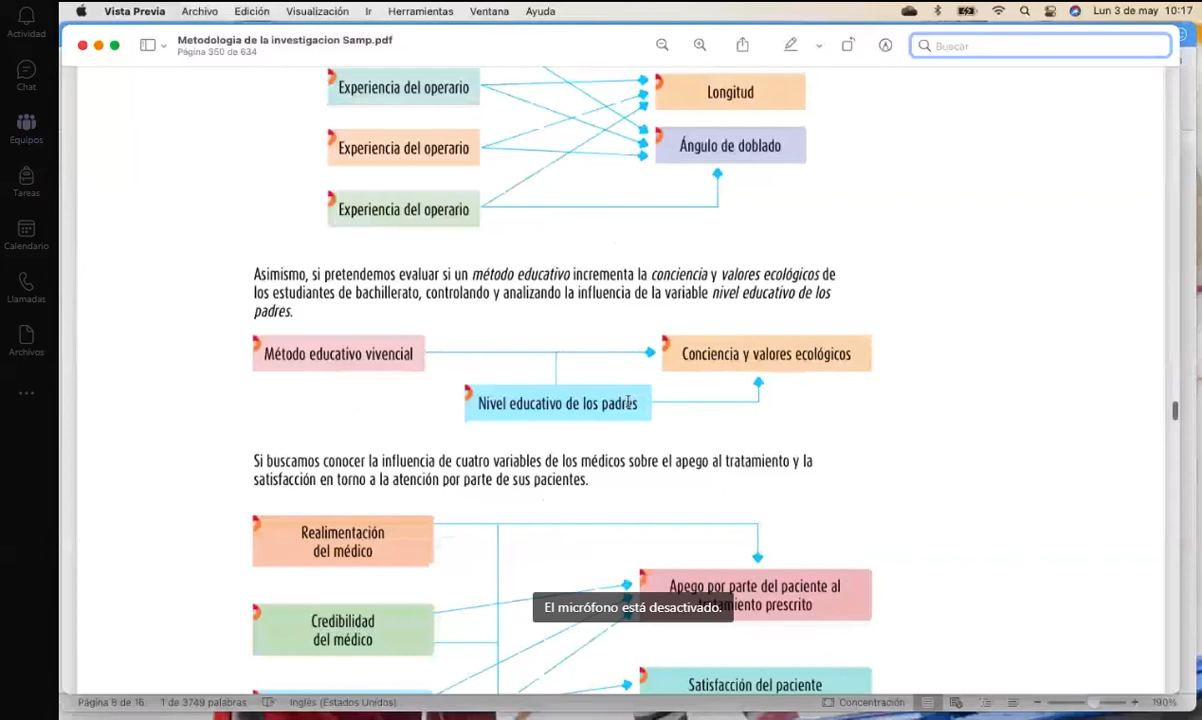 Vista Previa Archivo Edición Visualización Ir Herramientas Ventana Ayuda Lun 3 de may 10:17
Metodologia de la investigacion Samp.pdf
Página 350 de 634
Buscar
Actividad
Chat
Equipos
Tareas
Calendario
Llamadas
Archivos
Experiencia del operario
Longitud
Experiencia del operario
Ángulo de doblado
Experiencia del operario
Asimismo, si pretendemos evaluar si un método educativo incrementa la conciencia y valores ecológicos de
los estudiantes de bachillerato, controlando y analizando la influencia de la variable nivel educativo de los
padres.
Método educativo vivencial
Conciencia y valores ecológicos
Nivel educativo de los padres
Si buscamos conocer la influencia de cuatro variables de los médicos sobre el apego al tratamiento y la
satisfacción en torno a la atención por parte de sus pacientes.
Realimentación
del médico
Apego por parte del paciente al
tratamiento prescrito
El micrófono está desactivado.
Credibilidad
del médico
Satisfacción del paciente
Página 8 de 16 1 de 3749 palabras Inglés (Estados Unidos) Concentración 190%